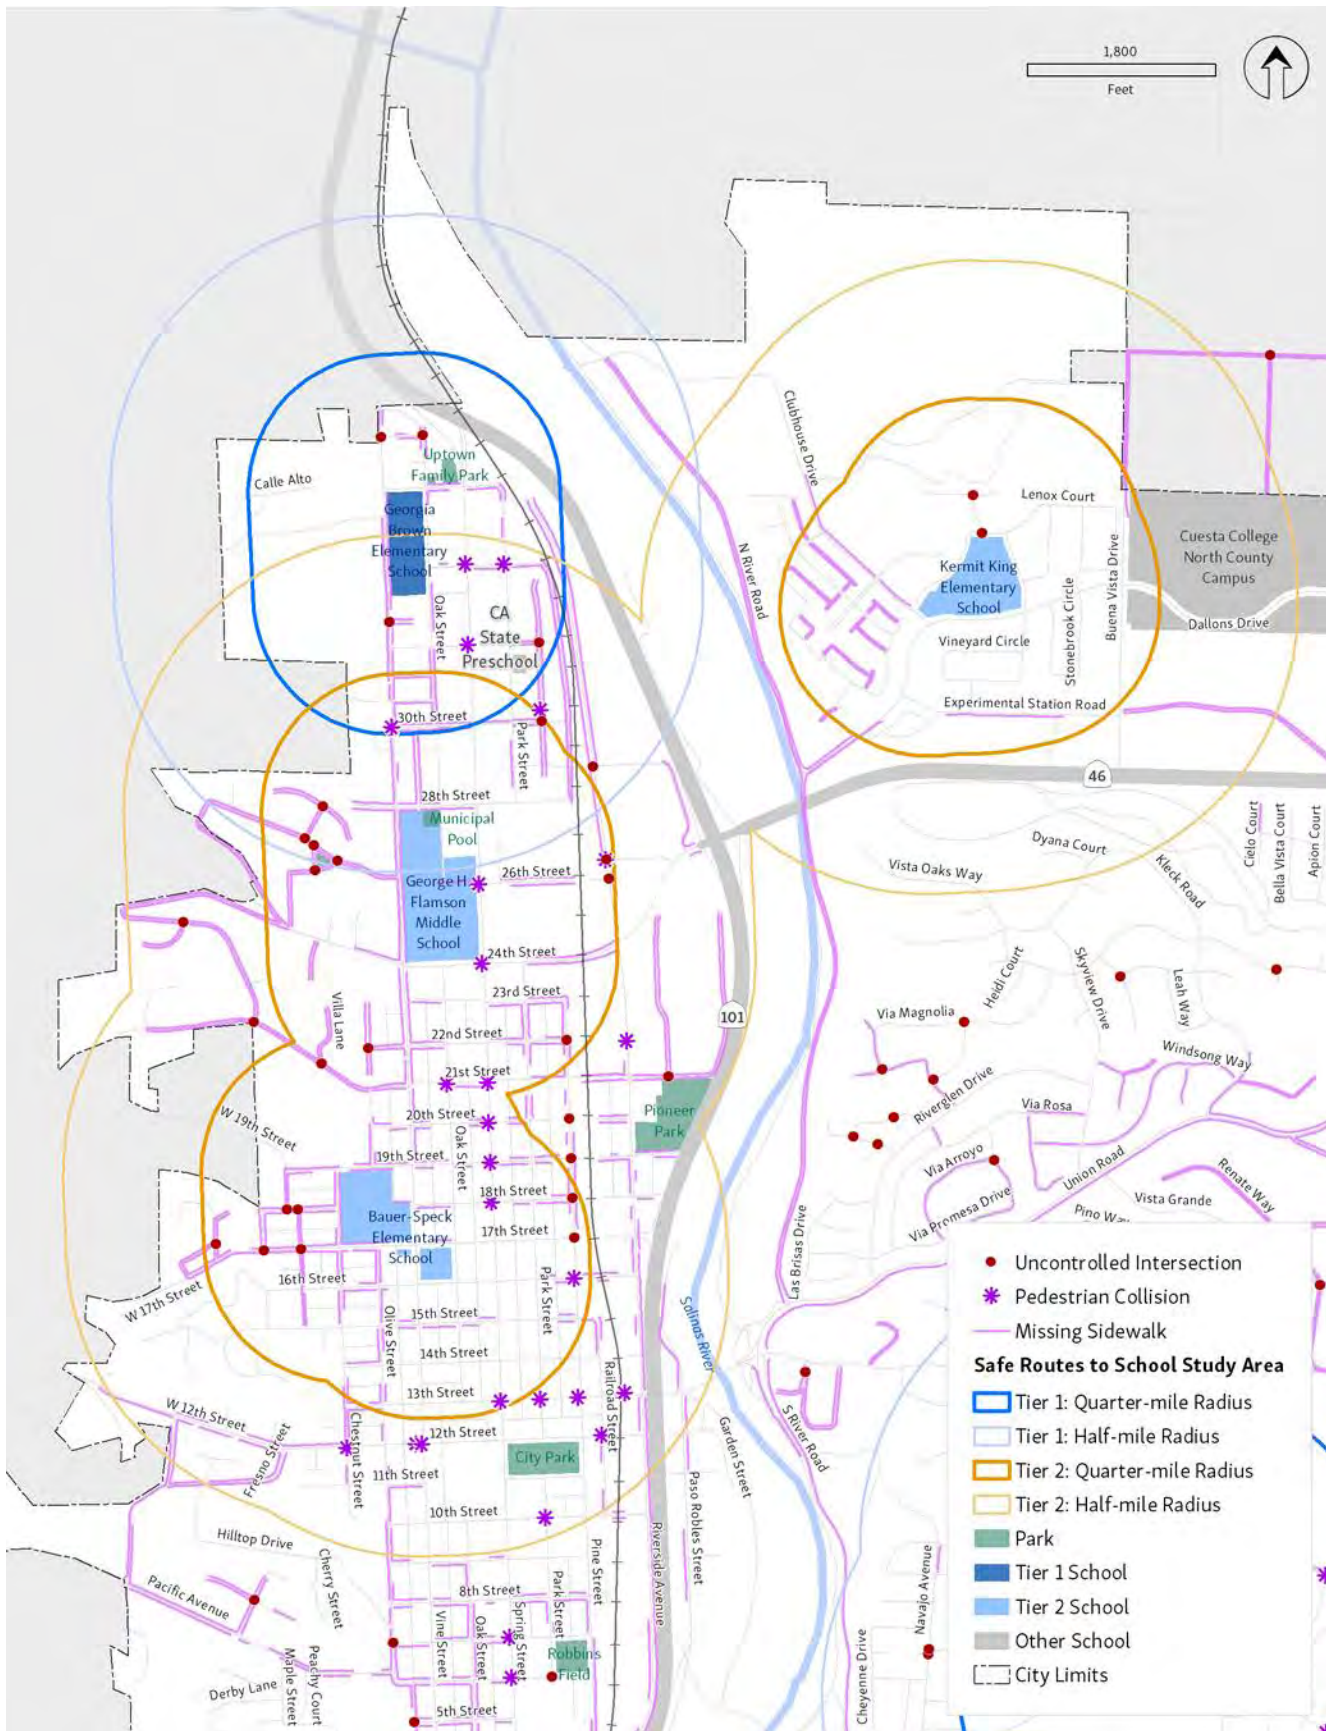 1,800
Feet
Clubhouse Drive
Uptown
Family Park
Calle Alto
Lenox Court
Georgia
Brown
Elementary
School
Cuesta College
North County
Campus
N River Road
Kermit King
Elementary
School
Stonebrook Circle
Buena Vista Drive
Oak Street
CA
State
Preschool
Dallons Drive
Vineyard Circle
Experimental Station Road
30th Street
Park Street
46
28th Street
Municipal
Pool
Cielo Court
Bella Vista Court
Apion Court
Dyana Court
Vista Oaks Way
Kleck Road
26th Street
George H.
Flamson
Middle
School
24th Street
Heidi Court
Skyview Drive
Leah Way
23rd Street
Villa Lane
22nd Street
101
Via Magnolia
Windsong Way
21st Street
Riverglen Drive
20th Street
Pioneer
Park
Via Rosa
W 19th Street
Oak Street
19th Street
Via Arroyo
Union Road
Renate Way
18th Street
Vista Grande
Bauer-Speck
Elementary
School
17th Street
Via Promesa Drive
Pino Way
Las Brisas Drive
16th Street
W 17th Street
Park Street
Olive Street
15th Street
Salinas River
14th Street
13th Street
Railroad Street
W 12th Street
Fresno Street
Chestnut Street
12th Street
City Park
S River Road
Garden Street
11th Street
10th Street
Paso Robles Street
Hilltop Drive
Cherry Street
Pine Street
Riverside Avenue
Pacific Avenue
8th Street
Park Street
Vine Street
Oak Street
Spring Street
Robbins
Field
Navajo Avenue
Cheyenne Drive
Derby Lane
Maple Street
Peachy Court
5th Street
Uncontrolled Intersection
Pedestrian Collision
Missing Sidewalk
Safe Routes to School Study Area
Tier 1: Quarter-mile Radius
Tier 1: Half-mile Radius
Tier 2: Quarter-mile Radius
Tier 2: Half-mile Radius
Park
Tier 1 School
Tier 2 School
Other School
City Limits